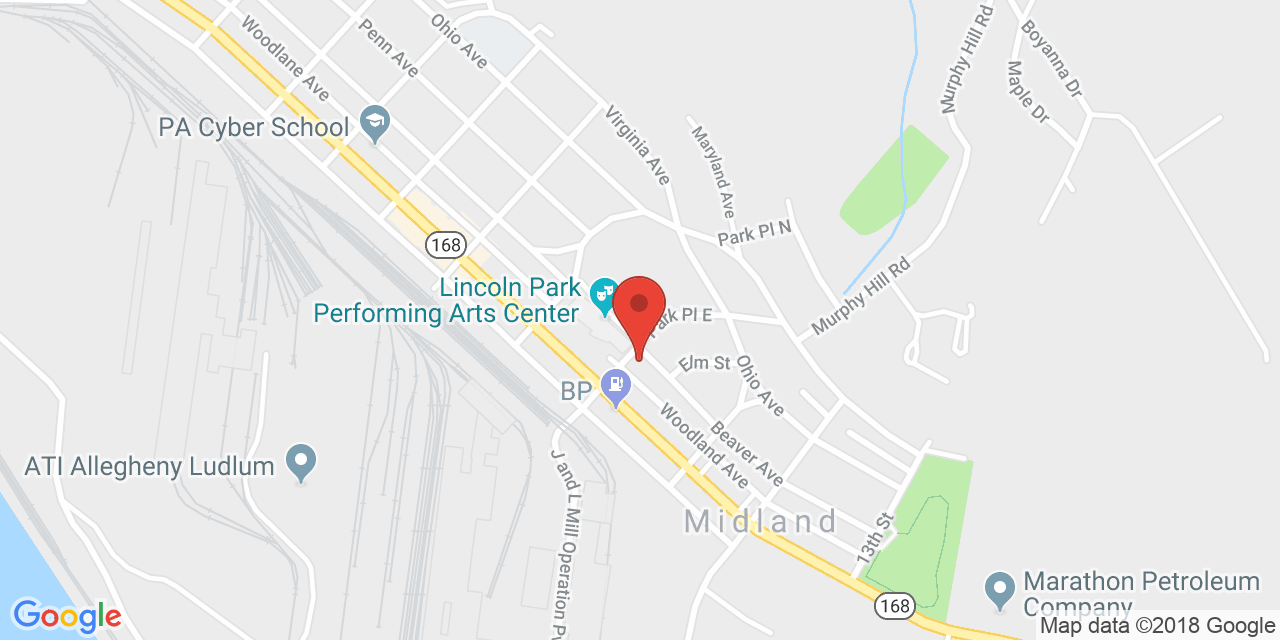 Woodlane Ave
Penn Ave
Ohio Ave
Murphy Hill Rd
Boyanna Dr
Maple Dr
PA Cyber School
Virginia Ave
Maryland Ave
Park Pl N
168
Lincoln Park
Performing Arts Center
Park Pl E
Murphy Hill Rd
Elm St
Ohio Ave
BP
Woodland Ave
Beaver Ave
ATI Allegheny Ludlum
J and L Mill Operation
Midland
13th St
168
Marathon Petroleum
Company
Google
Map data ©2018 Google